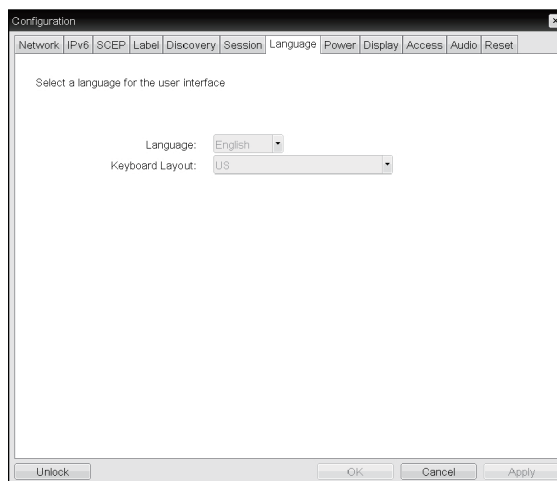 Configuration
Network IPv6 SCEP Label Discovery Session Language Power Display Access Audio Reset
Select a language for the user interface
Language: English
Keyboard Layout: US
Unlock OK Cancel Apply